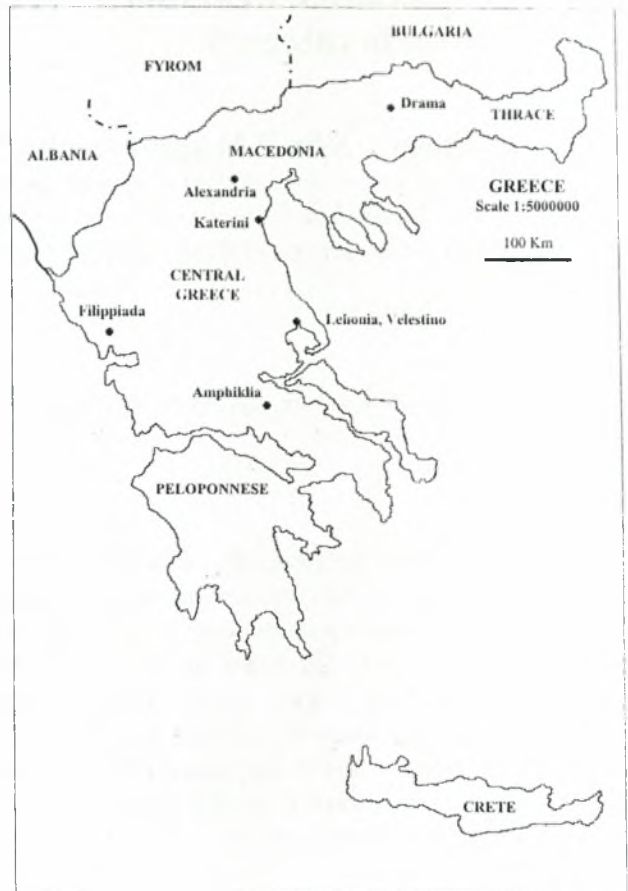 BULGARIA
FYROM
Drama
THRACE
ALBANIA
MACEDONIA
Alexandria
GREECE
Scale 1:5000000
Katerini
100 Km
CENTRAL
GREECE
Filippiada
Lehonia, Velestino
Amphiklia
PELOPONNESE
CRETE